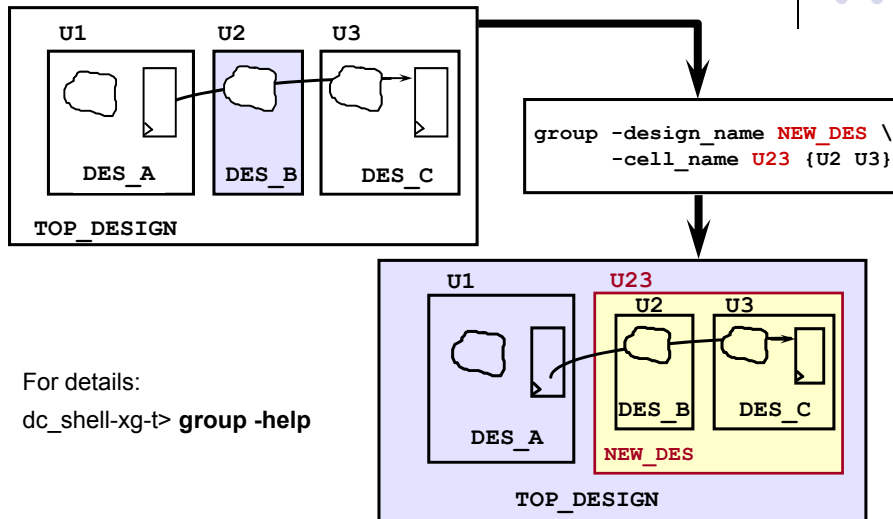 U1 U2 U3
DES_A DES_B DES_C
TOP_DESIGN
group -design_name NEW_DES \
-cell_name U23 {U2 U3}
U1 U23
U2 U3
DES_B DES_C
DES_A
NEW_DES
TOP_DESIGN
For details:
dc_shell-xg-t> group -help